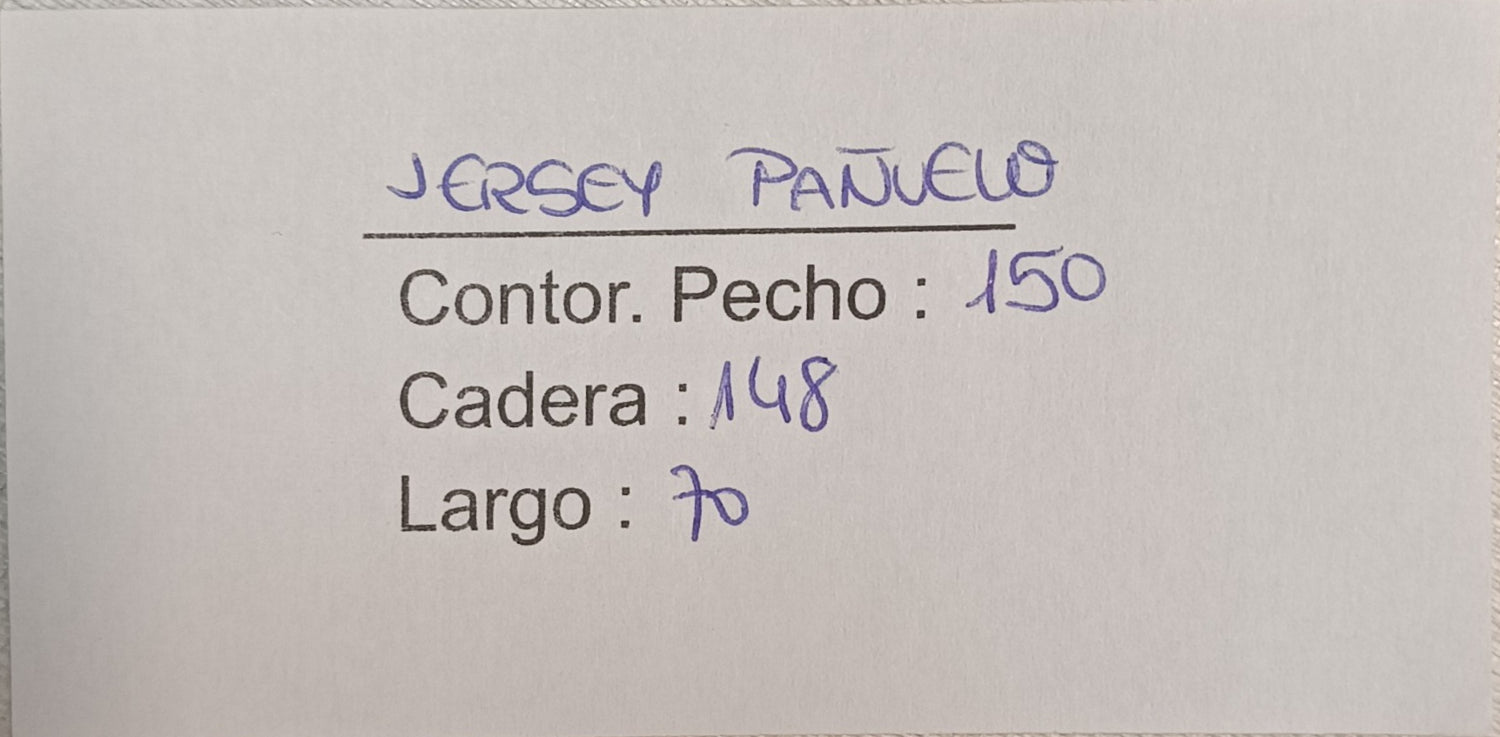 JERSEY PAÑUELO
Contor. Pecho : 150
Cadera : 148
Largo : 70